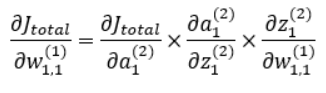 ∂J_total/∂w_{1,1}^{(1)} = ∂J_total/∂a_1^{(2)} × ∂a_1^{(2)}/∂z_1^{(2)} × ∂z_1^{(2)}/∂w_{1,1}^{(1)}